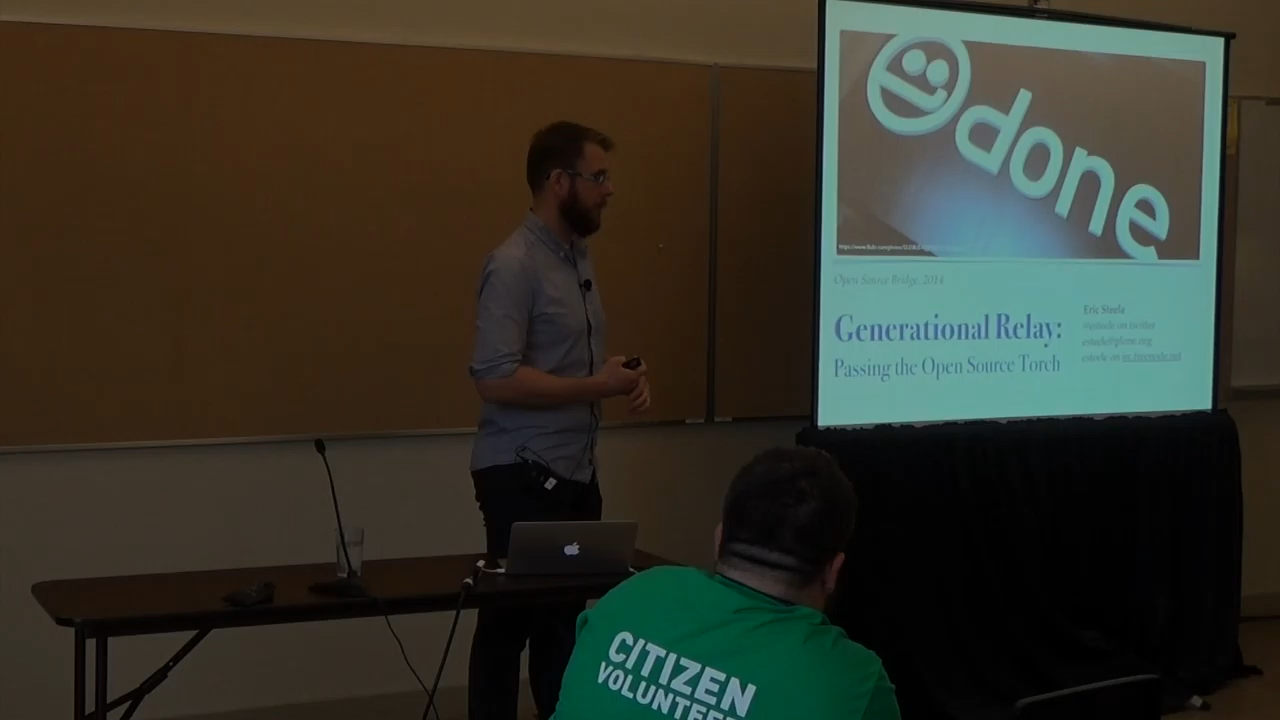 done
Open Source Bridge, 2014
Generational Relay:
Passing the Open Source Torch
Eric Steele
@esteele on twitter
esteele@plone.org
esteele on irc.freenode.net
CITIZEN
VOLUNTEER